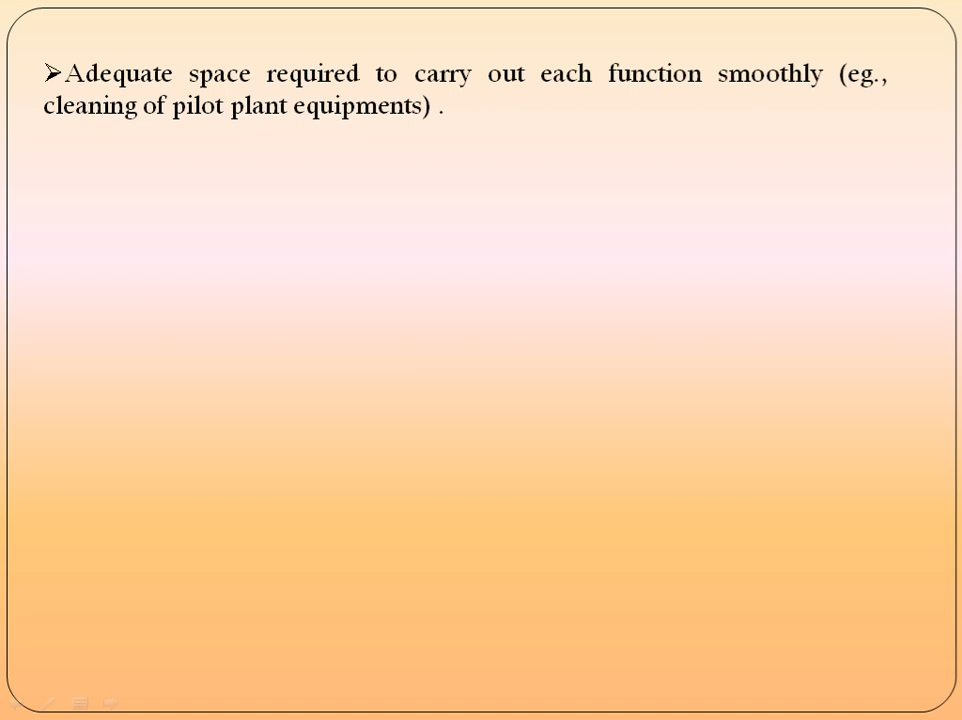 ➢Adequate space required to carry out each function smoothly (eg.,
cleaning of pilot plant equipments) .